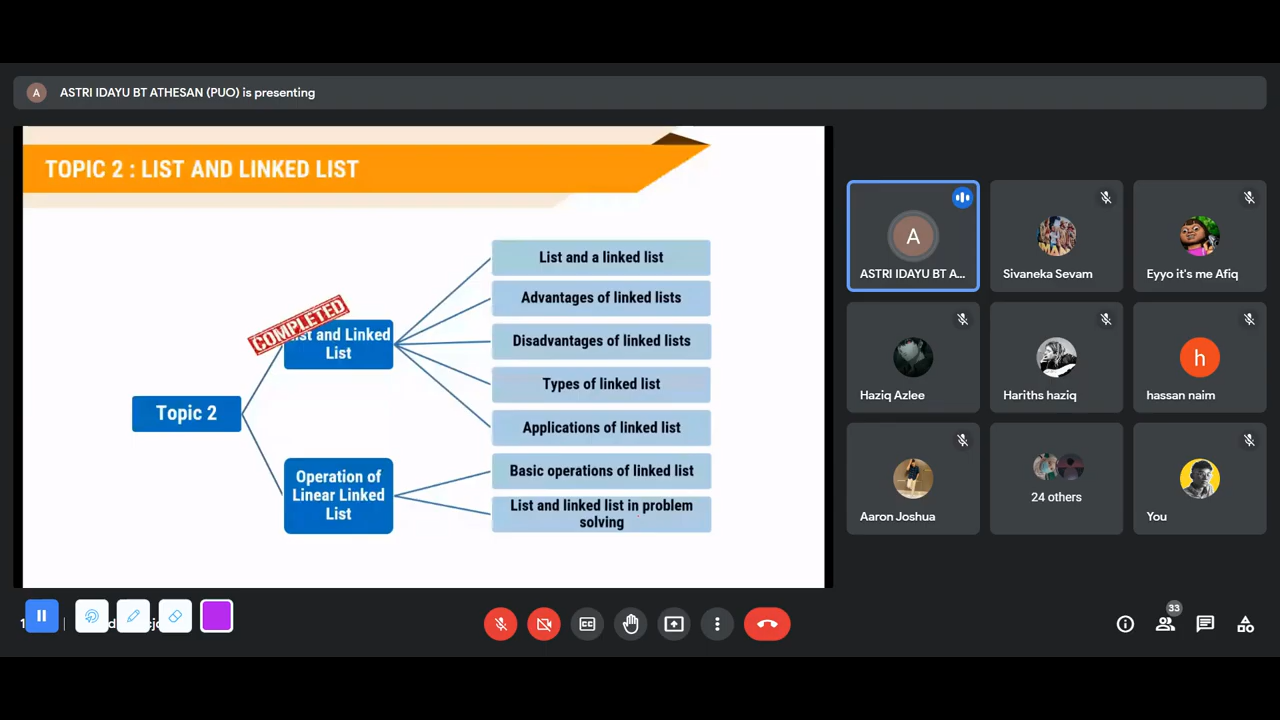 ASTRI IDAYU BT ATHESAN (PUO) is presenting
A
TOPIC 2 : LIST AND LINKED LIST
List and a linked list
Advantages of linked lists
Disadvantages of linked lists
Types of linked list
Applications of linked list
Basic operations of linked list
List and linked list in problem
solving
COMPLETED
and Linked
List
Topic 2
Operation of
Linear Linked
List
A
ASTRI IDAYU BT A...
Sivaneka Sevam
Eyyo it's me Afiq
Haziq Azlee
Hariths haziq
h
hassan naim
Aaron Joshua
24 others
You
CC
33